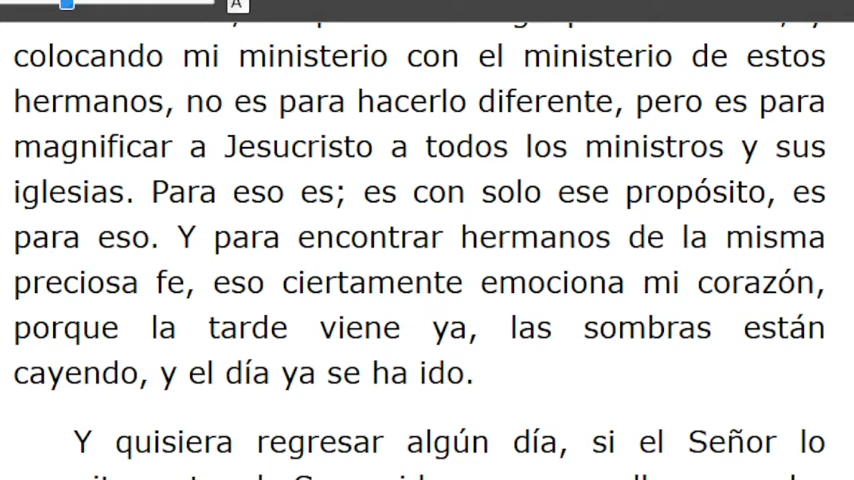 A
colocando mi ministerio con el ministerio de estos
hermanos, no es para hacerlo diferente, pero es para
magnificar a Jesucristo a todos los ministros y sus
iglesias. Para eso es; es con solo ese propósito, es
para eso. Y para encontrar hermanos de la misma
preciosa fe, eso ciertamente emociona mi corazón,
porque la tarde viene ya, las sombras están
cayendo, y el día ya se ha ido.
Y quisiera regresar algún día, si el Señor lo